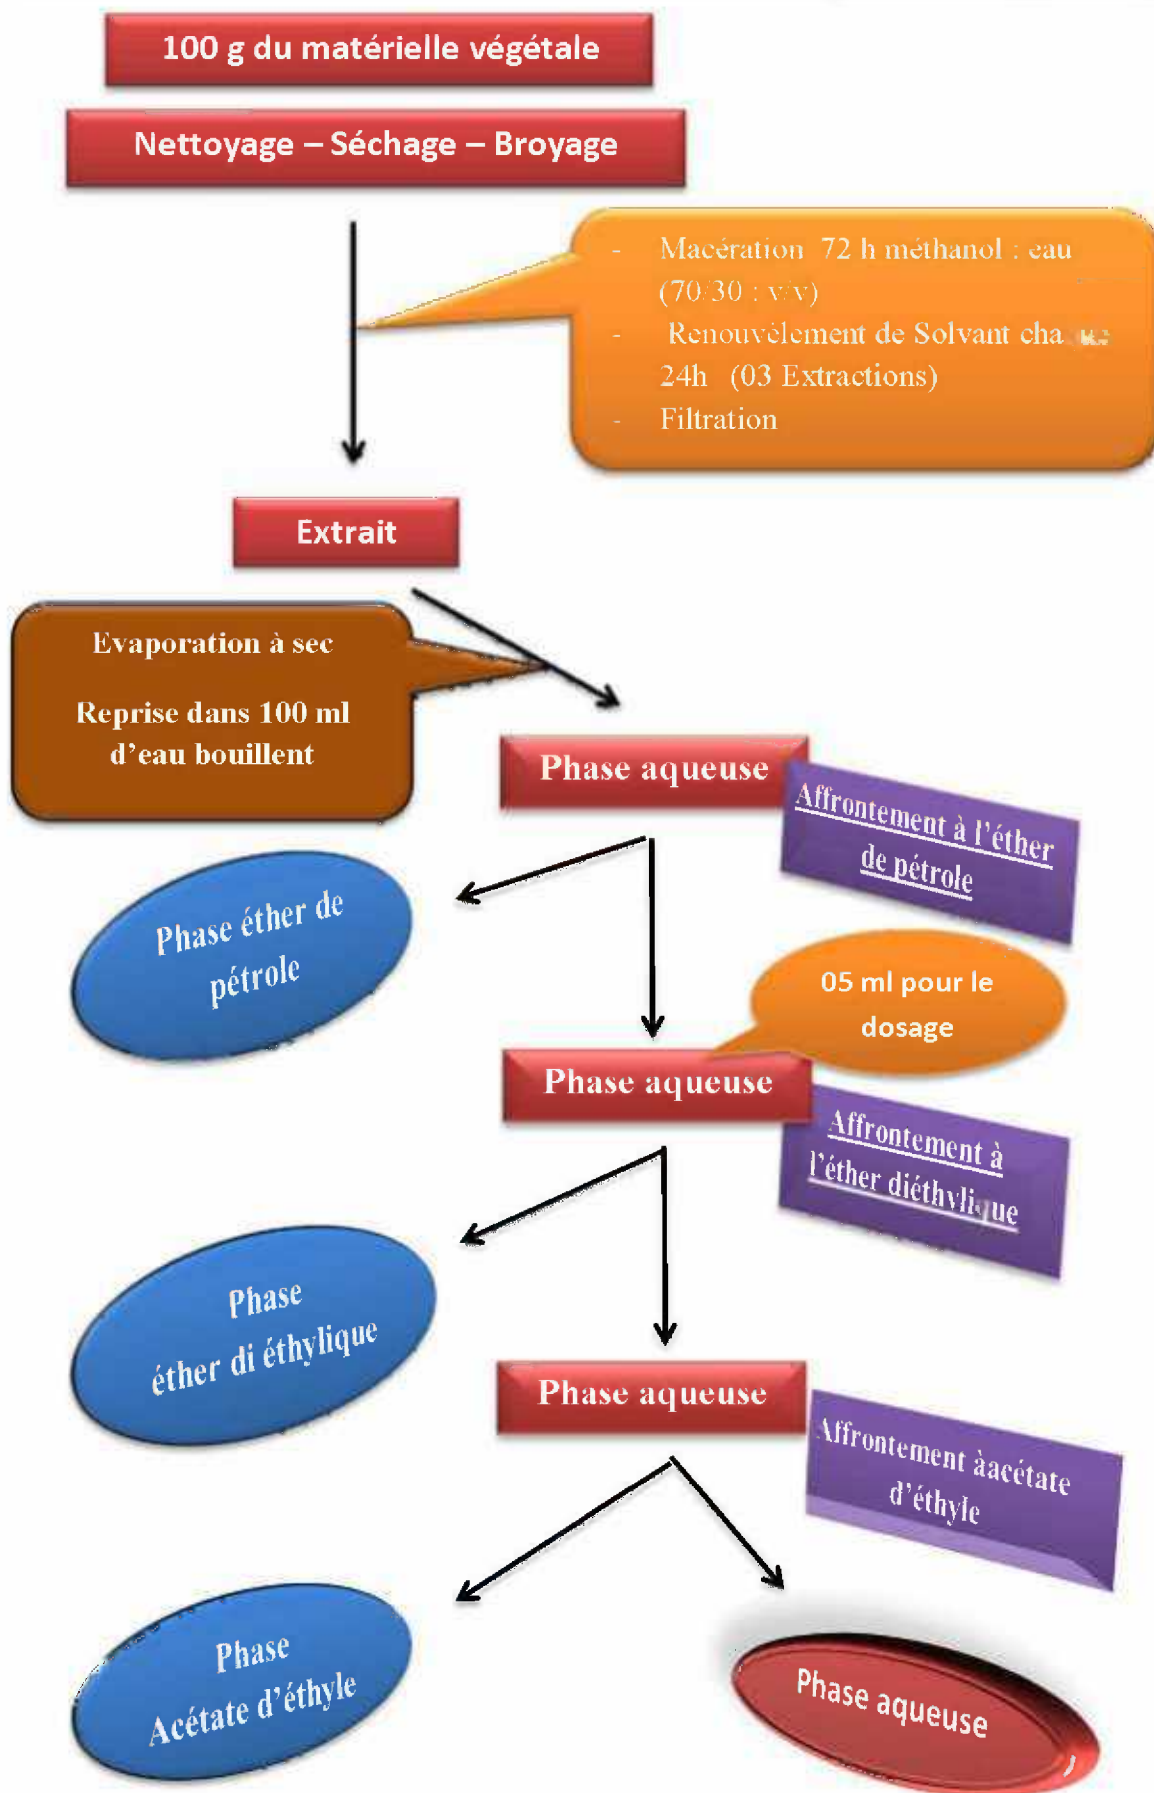 100 g du matérielle végétale
Nettoyage – Séchage – Broyage
- Macération 72 h méthanol : eau
(70/30 : v/v)
- Renouvèlement de Solvant
24h (03 Extractions)
- Filtration
Extrait
Evaporation à sec
Reprise dans 100 ml
d'eau bouillent
Phase aqueuse
Affrontement à l'éther
de pétrole
Phase éther de
pétrole
05 ml pour le
dosage
Phase aqueuse
Affrontement à
l'éther diéthylique
Phase
éther di éthylique
Phase aqueuse
Affrontement àacétate
d'éthyle
Phase
Acétate d'éthyle
Phase aqueuse